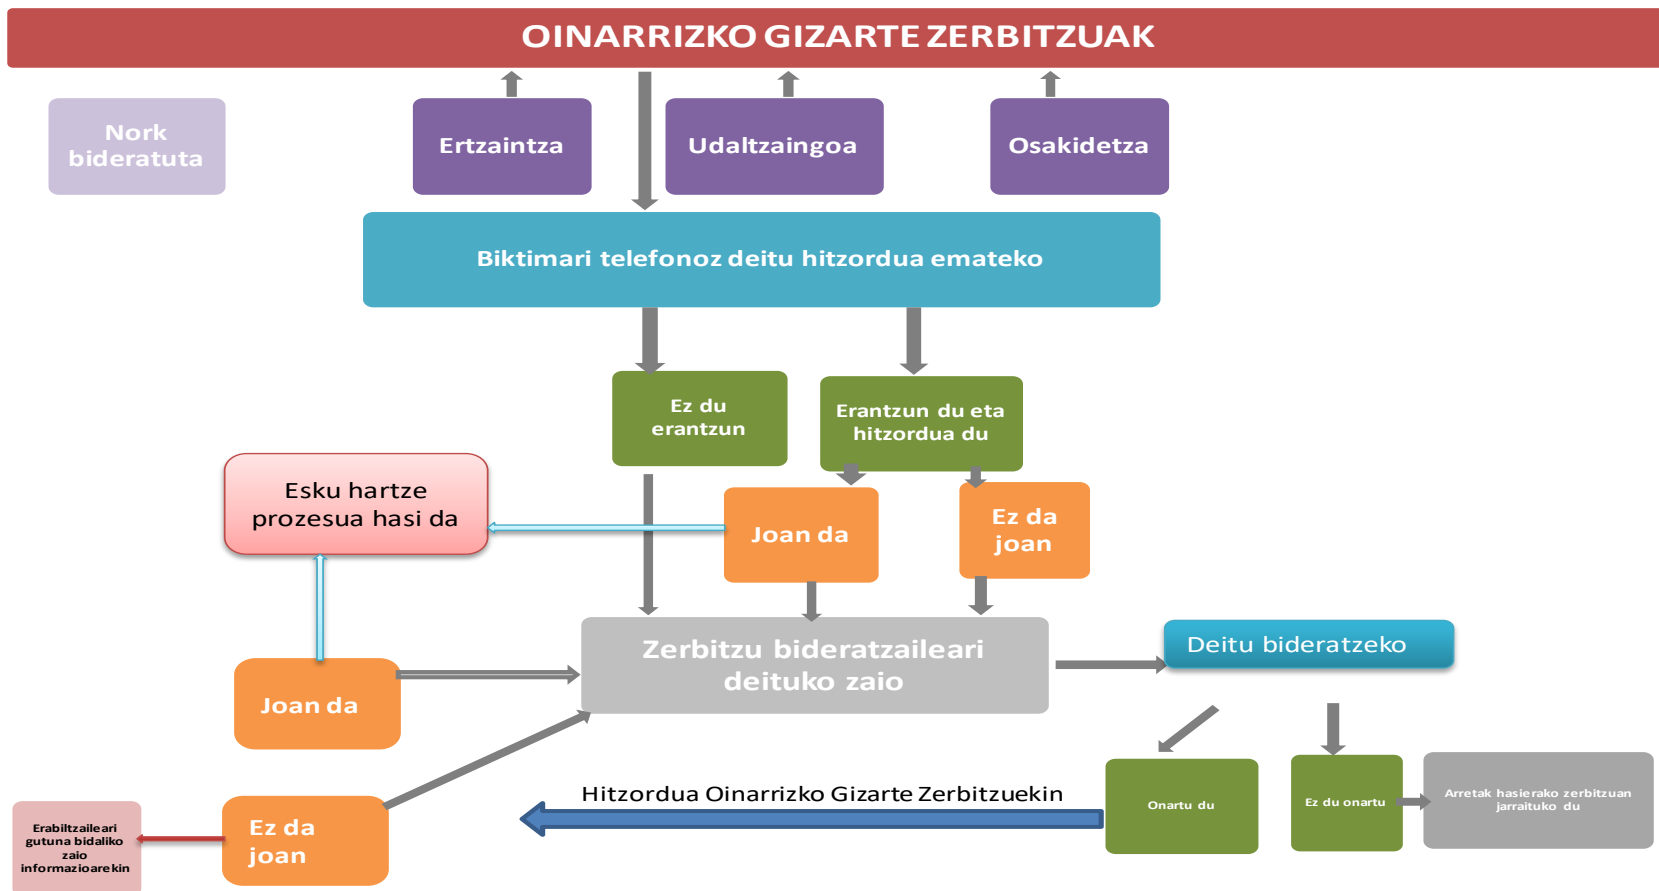 OINARRIZKO GIZARTE ZERBITZUAK
Nork
bideratuta
Ertzaintza
Udaltzaingoa
Osakidetza
Biktimari telefonoz deitu hitzordua emateko
Ez du
erantzun
Erantzun du eta
hitzordua du
Esku hartze
prozesua hasi da
Joan da
Ez da
joan
Zerbitzu bideratzaileari
deituko zaio
Deitu bideratzeko
Joan da
Hitzordua Oinarrizko Gizarte Zerbitzuekin
Onartu du
Ez du onartu
Arretak hasierako zerbitzuan
jarraituko du
Ez da
joan
Erabiltzaileari
gutuna bidaliko
zaio
informazioarekin